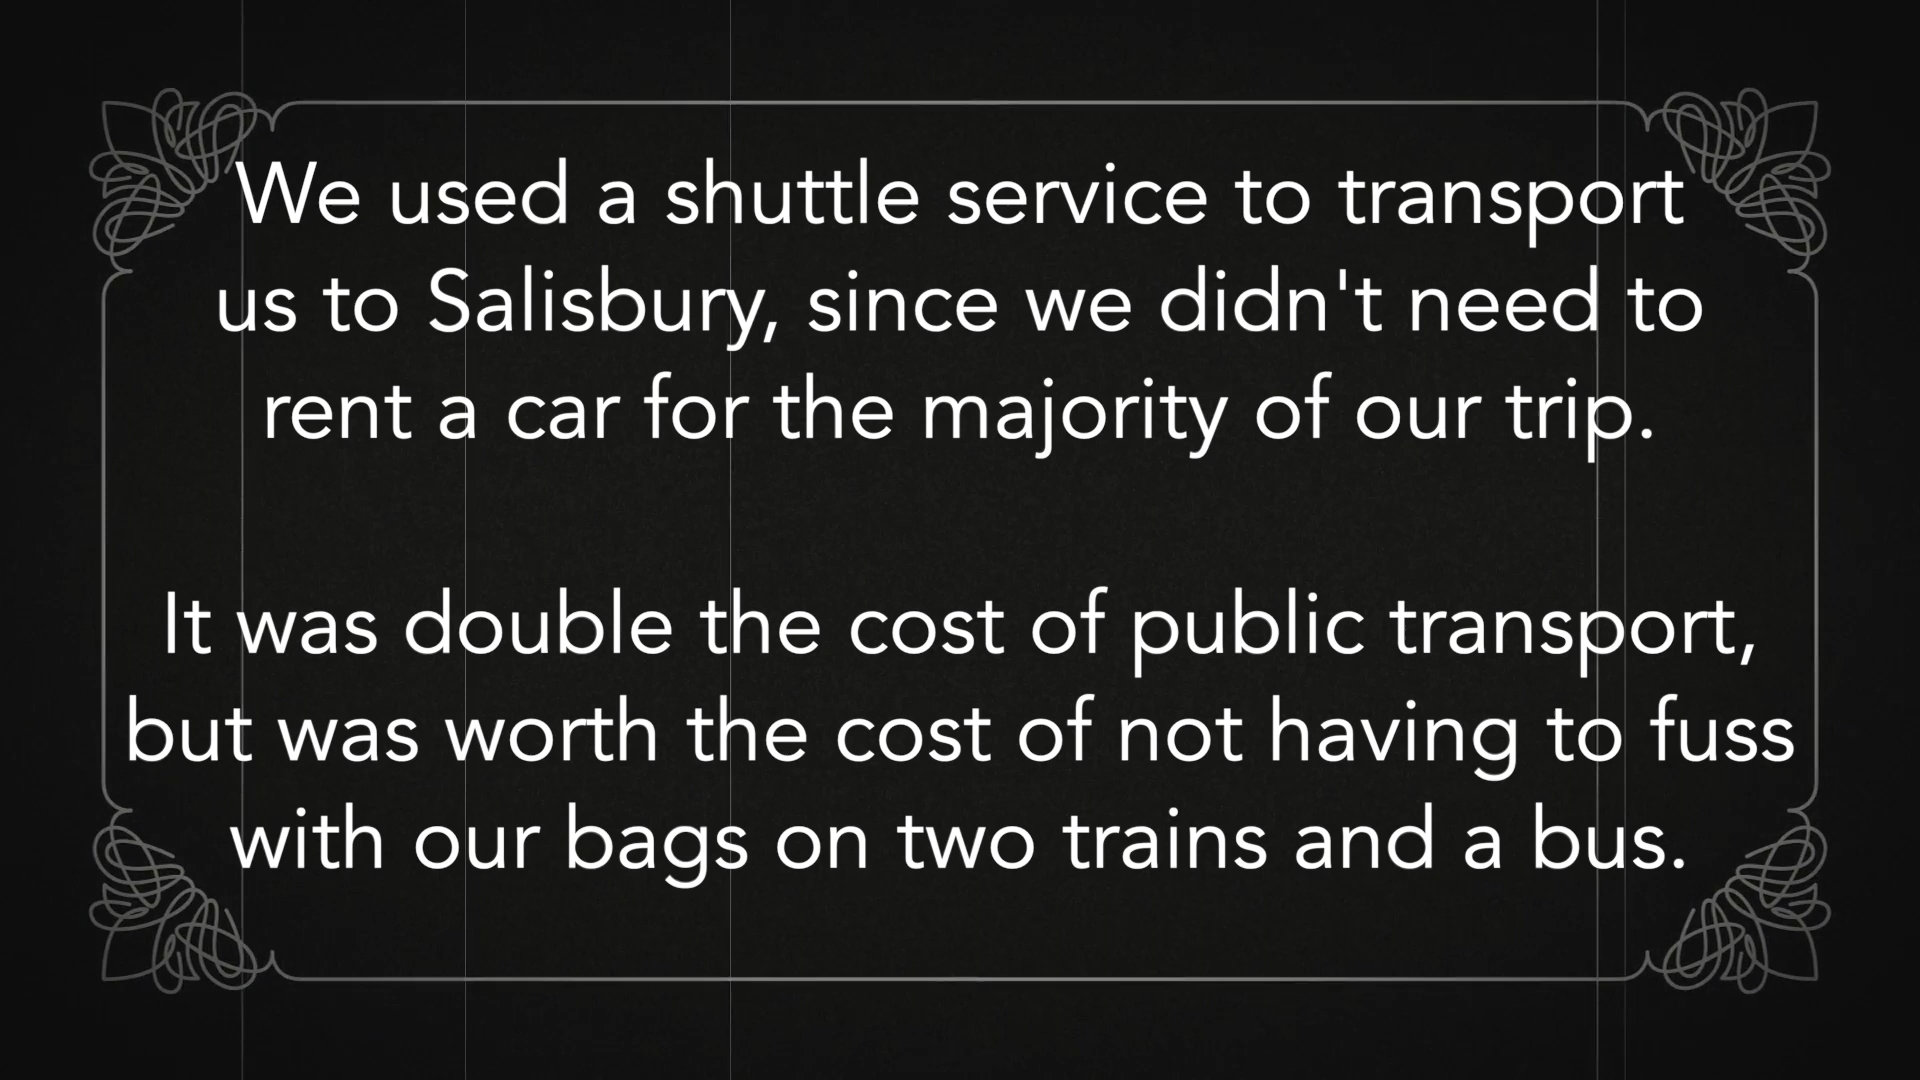 We used a shuttle service to transport
us to Salisbury, since we didn't need to
rent a car for the majority of our trip.
It was double the cost of public transport,
but was worth the cost of not having to fuss
with our bags on two trains and a bus.